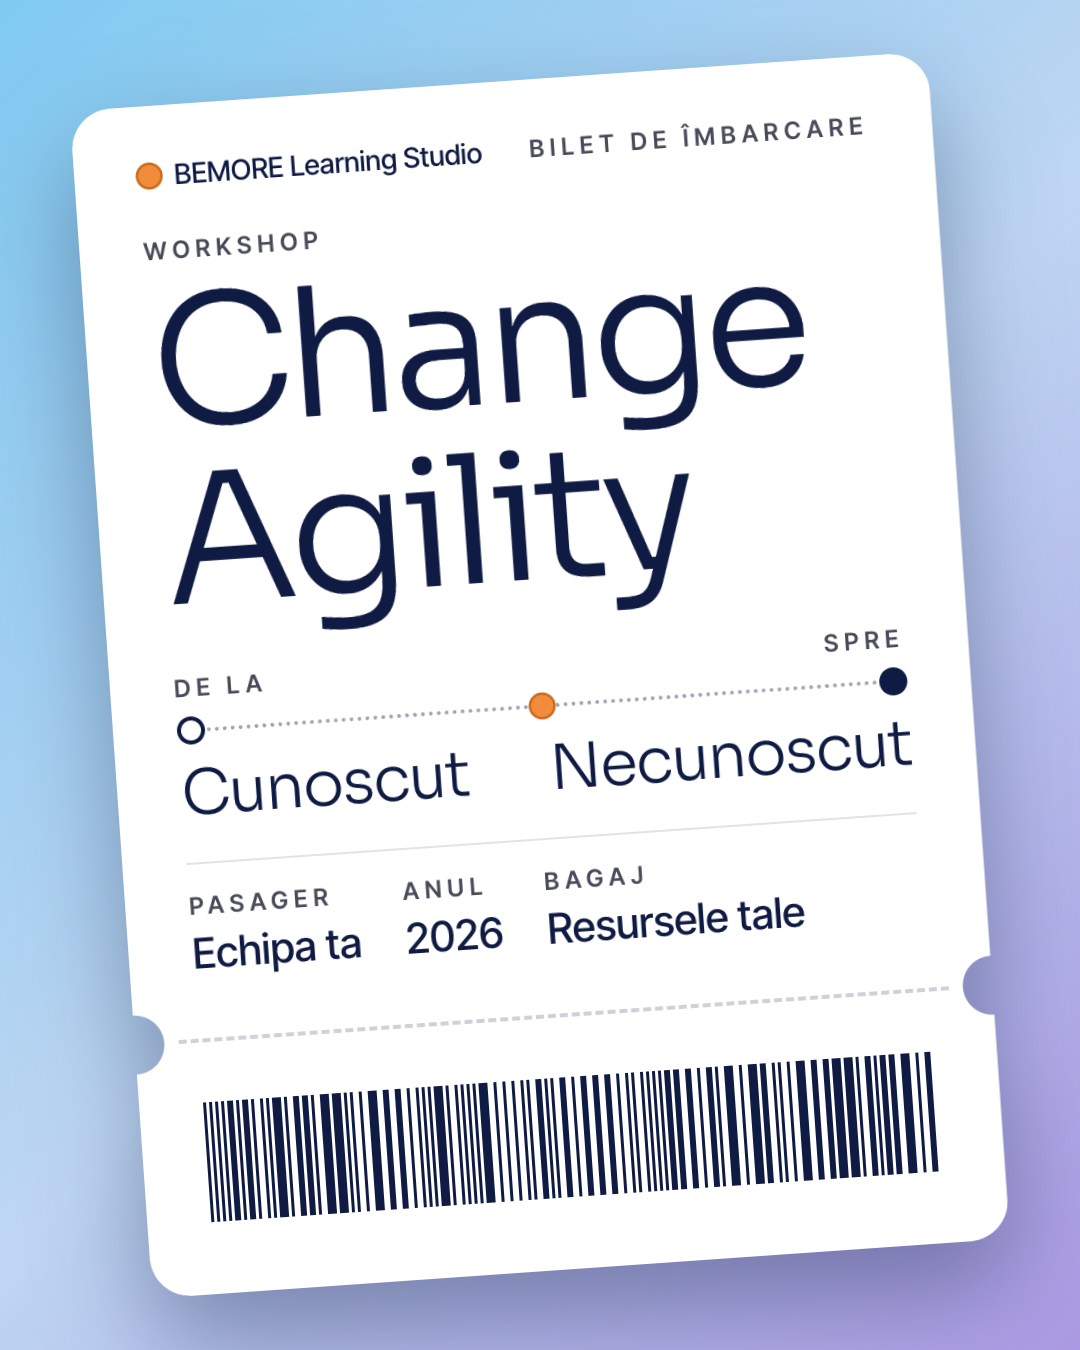 BEMORE Learning Studio
BILET DE ÎMBARCARE
WORKSHOP
Change
Agility
DE LA
SPRE
Cunoscut
Necunoscut
PASAGER
ANUL
BAGAJ
Echipa ta
2026
Resursele tale